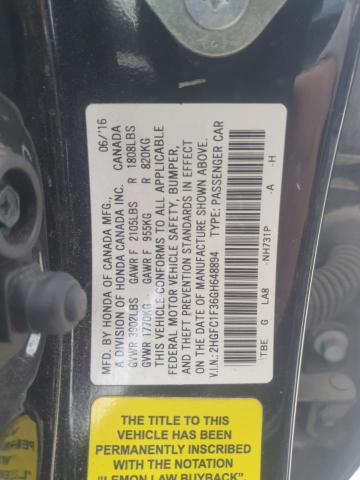 MFD. BY HONDA OF CANADA MFG., 06/'16
A DIVISION OF HONDA CANADA INC. CANADA
GVWR 3902LBS GAWR F 2105LBS R 1808LBS
GVWR 1770KG GAWR F 955KG R 820KG
THIS VEHICLE CONFORMS TO ALL APPLICABLE
FEDERAL MOTOR VEHICLE SAFETY, BUMPER,
AND THEFT PREVENTION STANDARDS IN EFFECT
ON THE DATE OF MANUFACTURE SHOWN ABOVE.
V.I.N.: 2HGFC1F36GH648894 TYPE: PASSENGER CAR
TBE G LA8 -NH731P -A -H
THE TITLE TO THIS
VEHICLE HAS BEEN
PERMANENTLY
INSCRIBED WITH
THE NOTATION
"LEMON LAW BUYBACK"